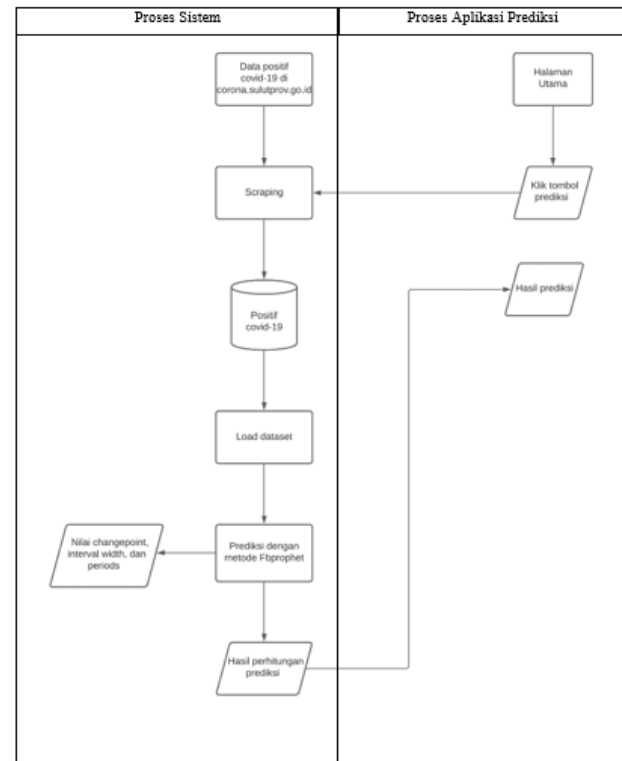 Proses Sistem
Proses Aplikasi Prediksi
Data positif
covid-19 di
corona.sulutprov.go.id
Halaman
Utama
Scraping
Klik tombol
prediksi
Hasil prediksi
Positif
covid-19
Load dataset
Nilai changepoint,
interval width, dan
periods
Prediksi dengan
metode Fbprophet
Hasil perhitungan
prediksi